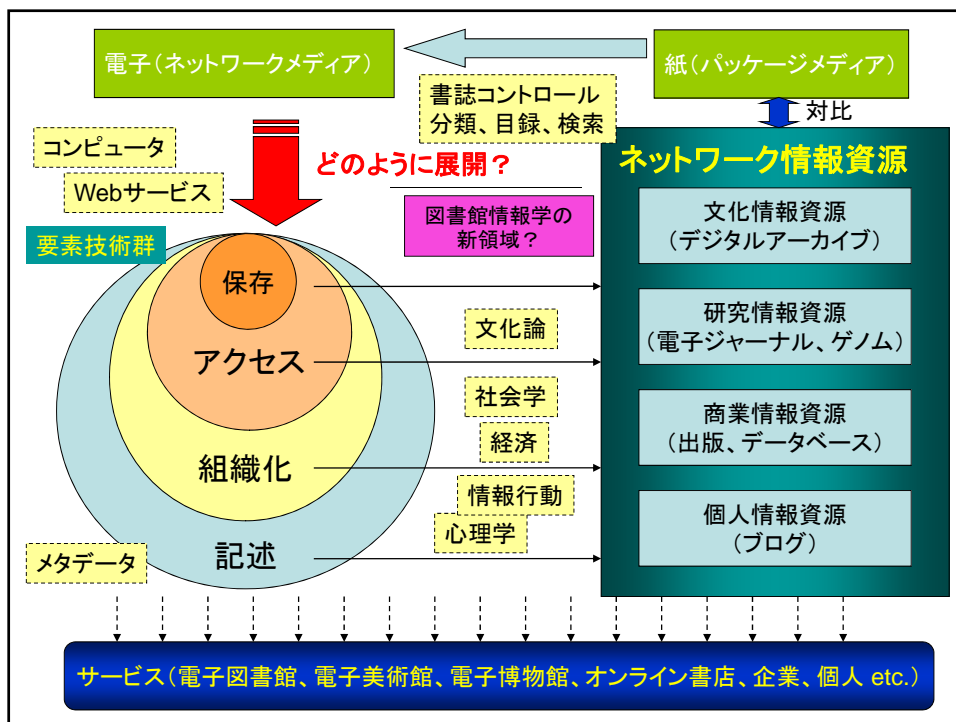 電子(ネットワークメディア)
紙(パッケージメディア)
書誌コントロール
分類、目録、検索
対比
コンピュータ
Webサービス
どのように展開?
ネットワーク情報資源
要素技術群
図書館情報学の
新領域?
文化情報資源
(デジタルアーカイブ)
保存
文化論
研究情報資源
(電子ジャーナル、ゲノム)
アクセス
社会学
経済
商業情報資源
(出版、データベース)
組織化
情報行動
心理学
個人情報資源
(ブログ)
記述
メタデータ
サービス(電子図書館、電子美術館、電子博物館、オンライン書店、企業、個人 etc.)